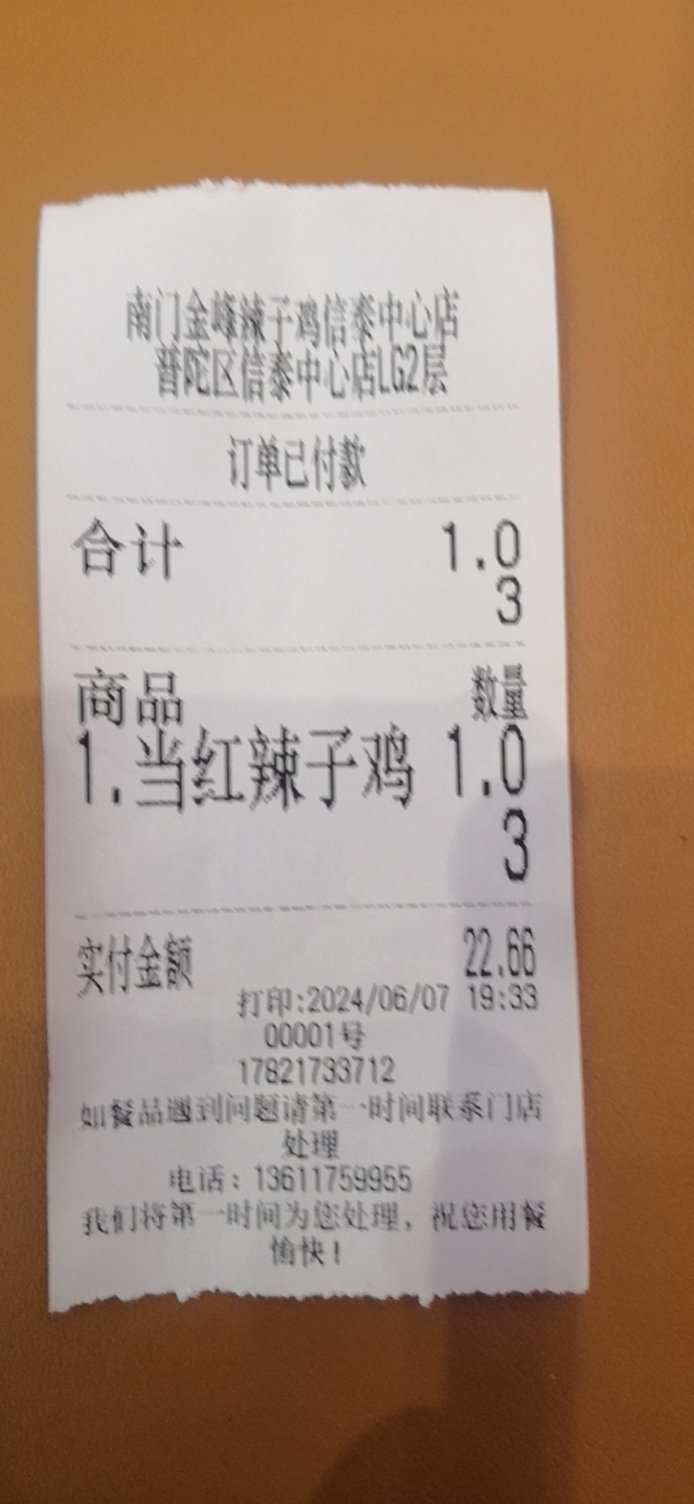 南门金峰辣子鸡信泰中心店
普陀区信泰中心店LG2层
订单已付款
合计 1.0
3
商品 数量
1.当红辣子鸡 1.0
3
实付金额 22.66
打印:2024/06/07 19:33
00001号
17821733712
如餐品遇到问题请第一时间联系门店
处理
电话：13611759955
我们将第一时间为您处理，祝您用餐
愉快！